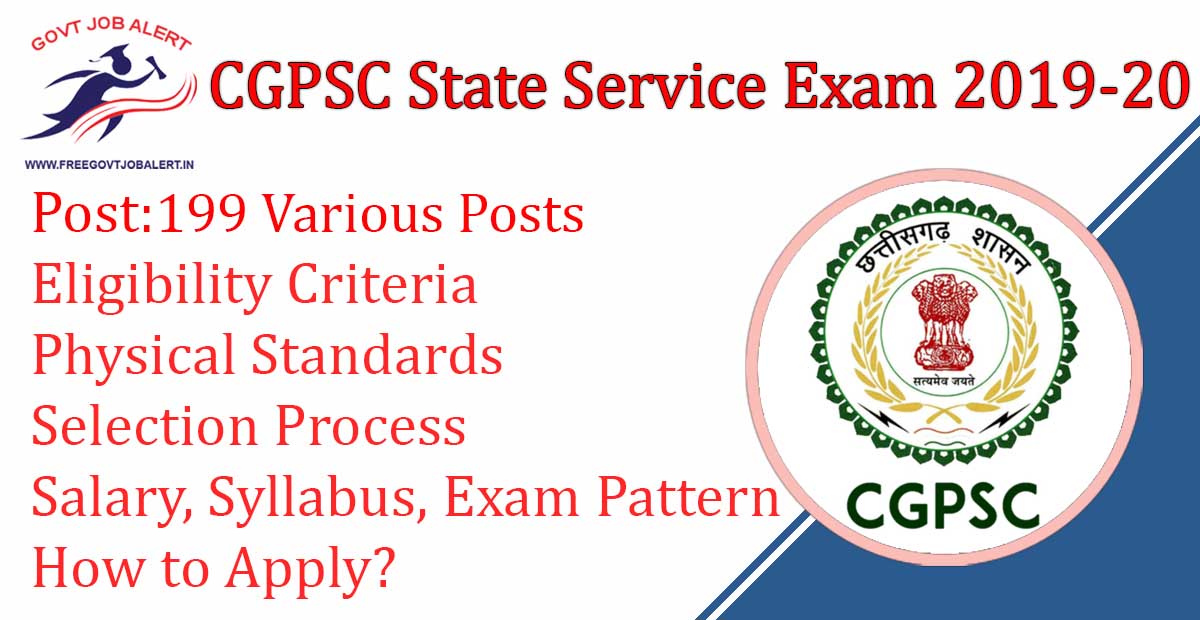 GOVT JOB ALERT
WWW.FREEGOVTJOBALERT.IN
CGPSC State Service Exam 2019-20
Post:199 Various Posts
Eligibility Criteria
Physical Standards
Selection Process
Salary, Syllabus, Exam Pattern
How to Apply?
छत्तीसगढ़ शासन
सत्यमेव जयते
CGPSC